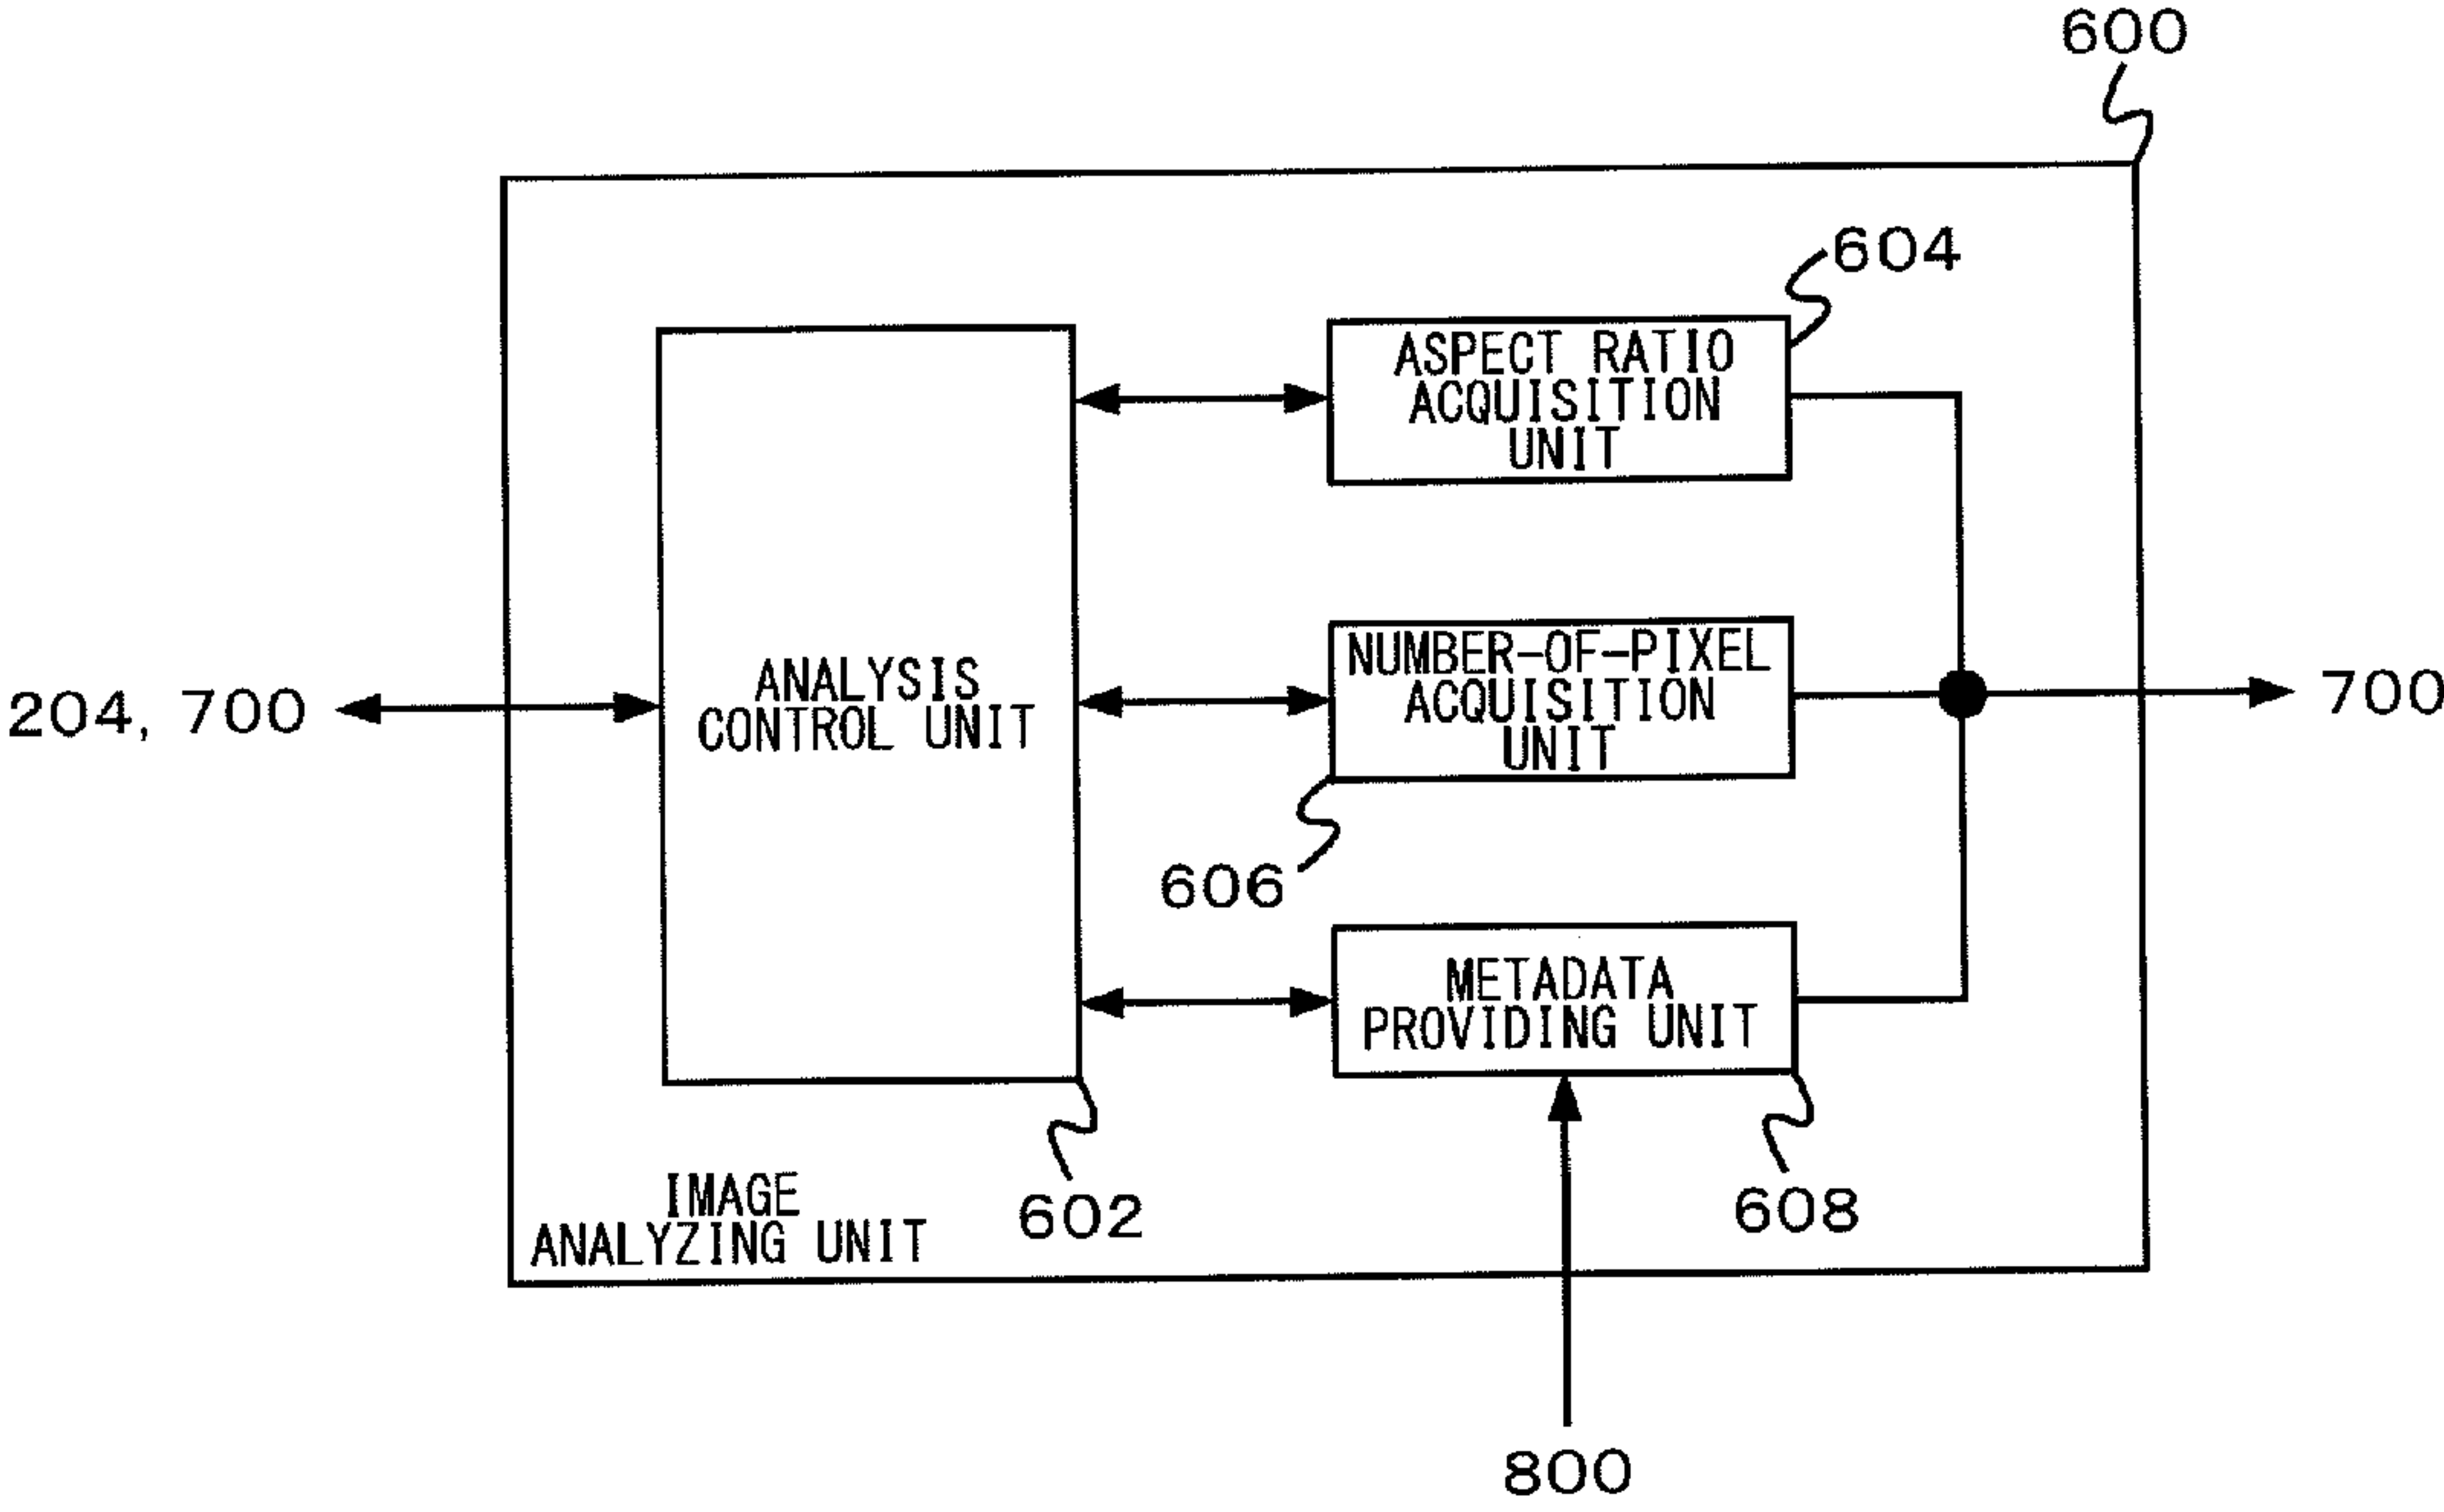 600
604
ASPECT RATIO
ACQUISITION
UNIT
ANALYSIS
CONTROL UNIT
NUMBER-OF-PIXEL
ACQUISITION
UNIT
204, 700
700
606
METADATA
PROVIDING UNIT
IMAGE
ANALYZING UNIT
602
608
800